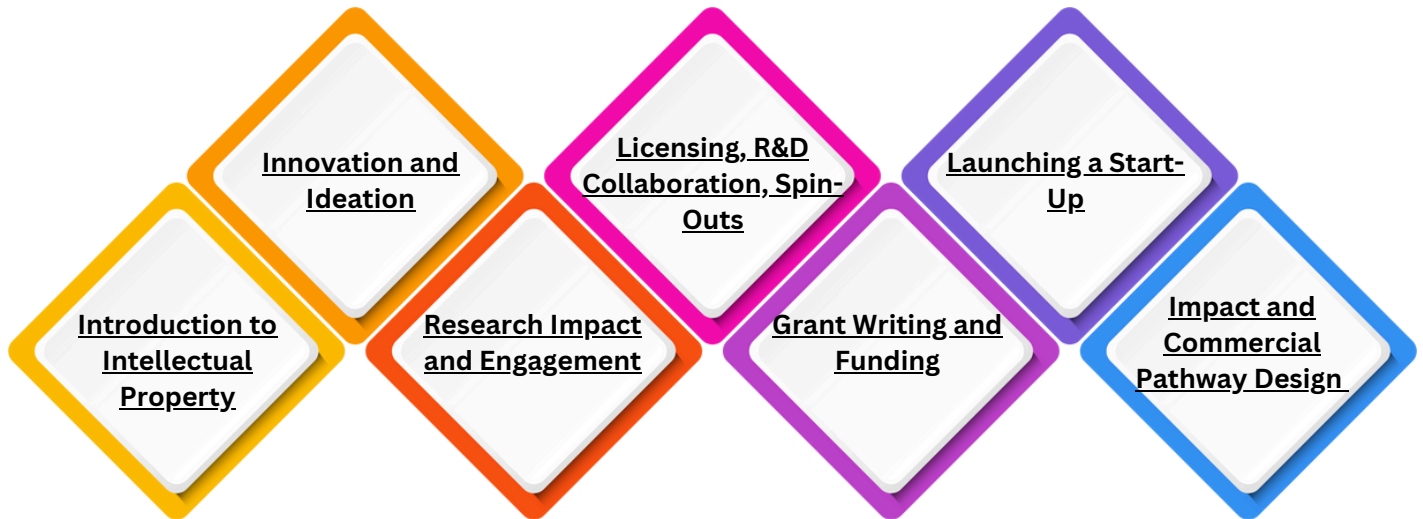 Introduction to
Intellectual
Property
Innovation and
Ideation
Research Impact
and Engagement
Licensing, R&D
Collaboration, Spin-
Outs
Grant Writing and
Funding
Launching a Start-
Up
Impact and
Commercial
Pathway Design